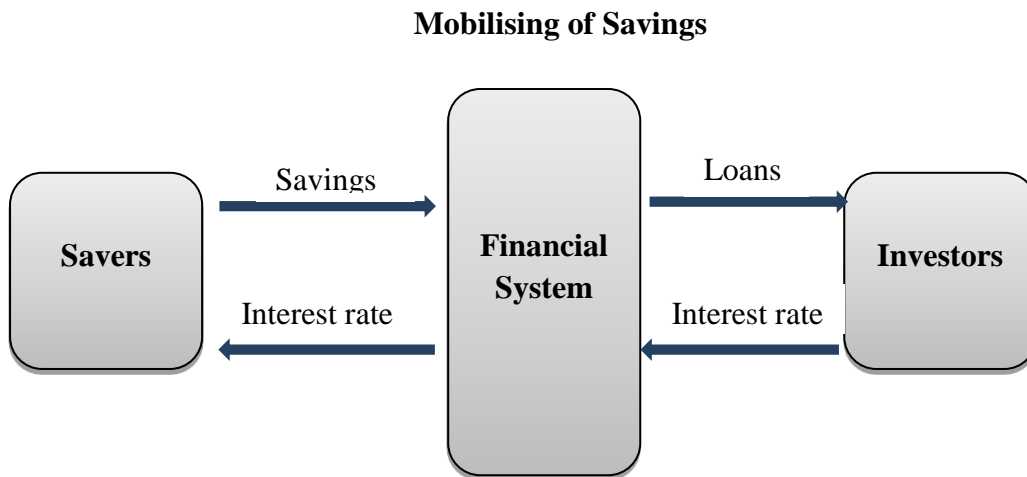 Mobilising of Savings
Savings
Loans
Savers
Financial
System
Investors
Interest rate
Interest rate